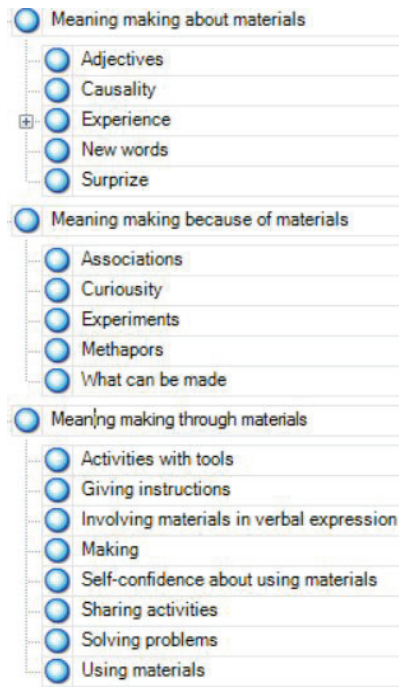 Meaning making about materials
Adjectives
Causality
Experience
New words
Surprize
Meaning making because of materials
Associations
Curiousity
Experiments
Methapors
What can be made
Meaning making through materials
Activities with tools
Giving instructions
Involving materials in verbal expression
Making
Self-confidence about using materials
Sharing activities
Solving problems
Using materials